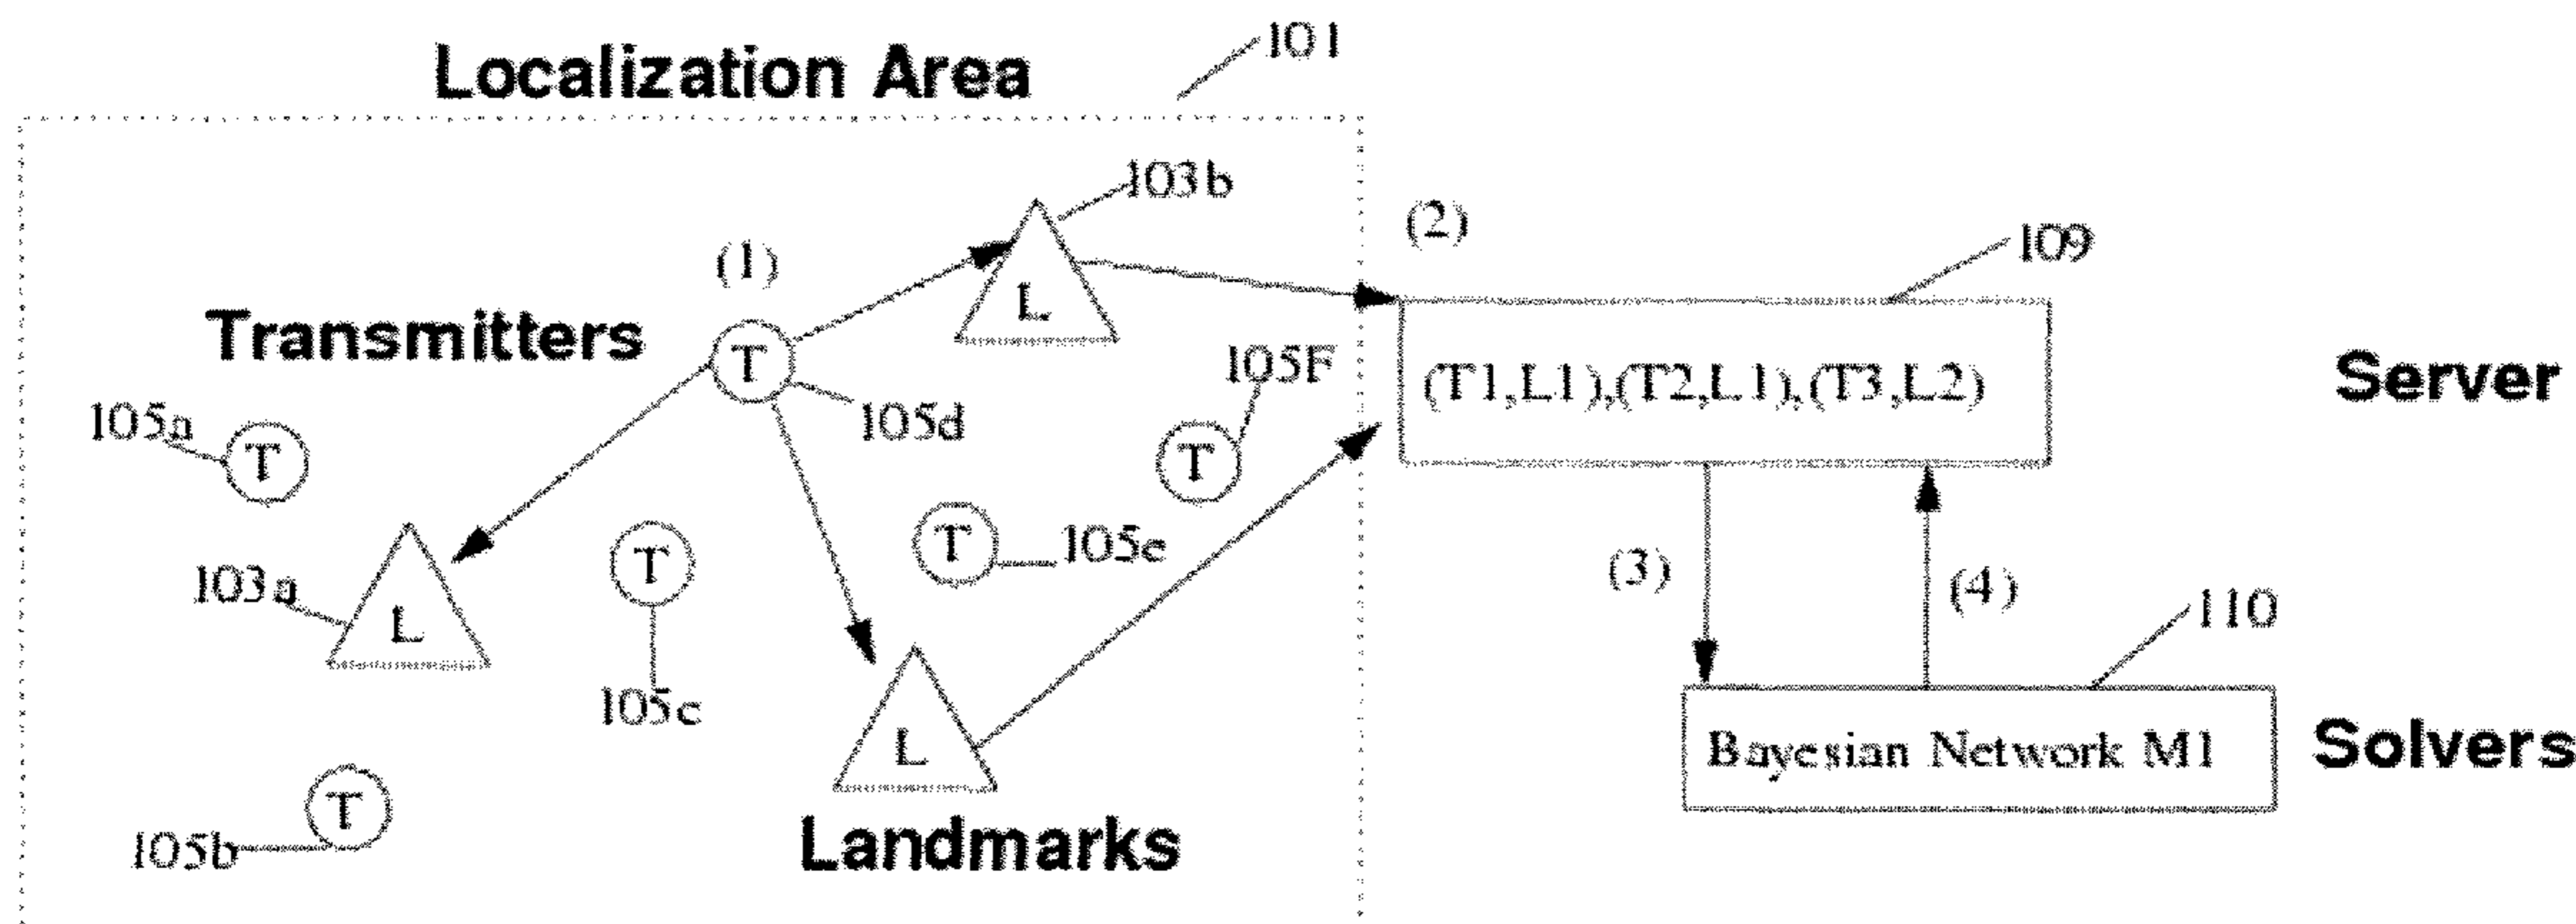 101
Localization Area
103b
(2)
109
(1)
L
Transmitters
T
105F
(T1,L1),(T2,L1),(T3,L2)
Server
105a
T
105d
T
T
105e
T
103a
L
(3)
(4)
110
105c
L
Bayesian Network M1
Solvers
T
105b
Landmarks